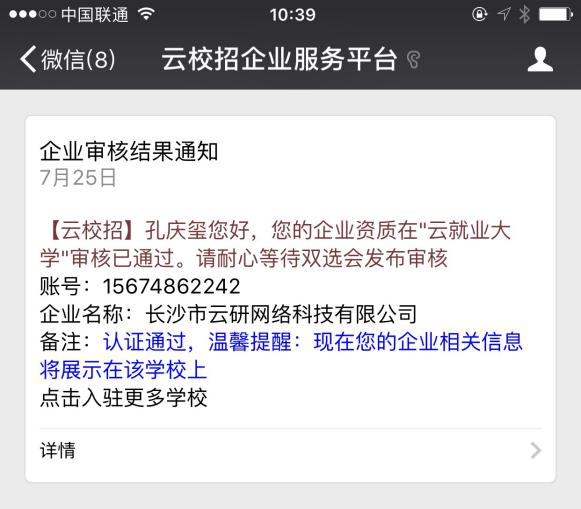 中国联通 10:39
微信(8) 云校招企业服务平台
企业审核结果通知
7月25日
【云校招】孔庆玺您好，您的企业资质在"云就业大
学"审核已通过。请耐心等待双选会发布审核
账号：15674862242
企业名称：长沙市云研网络科技有限公司
备注：认证通过，温馨提醒：现在您的企业相关信息
将展示在该学校上
点击入驻更多学校
详情